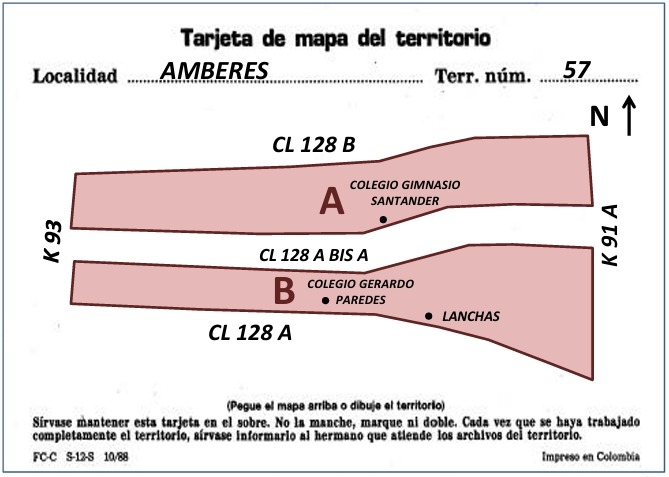 Tarjeta de mapa del territorio
Localidad AMBERES Terr. núm. 57
N
CL 128 B
A
COLEGIO GIMNASIO
SANTANDER
K 93
K 91 A
CL 128 A BIS A
B
COLEGIO GERARDO
PAREDES
LANCHAS
CL 128 A
(Pegue el mapa arriba o dibuje el territorio)
Sírvase mantener esta tarjeta en el sobre. No la manche, marque ni doble. Cada vez que se haya trabajado
completamente el territorio, sírvase informarlo al hermano que atiende los archivos del territorio.
FC-C S-12-S 10/88 Impreso en Colombia